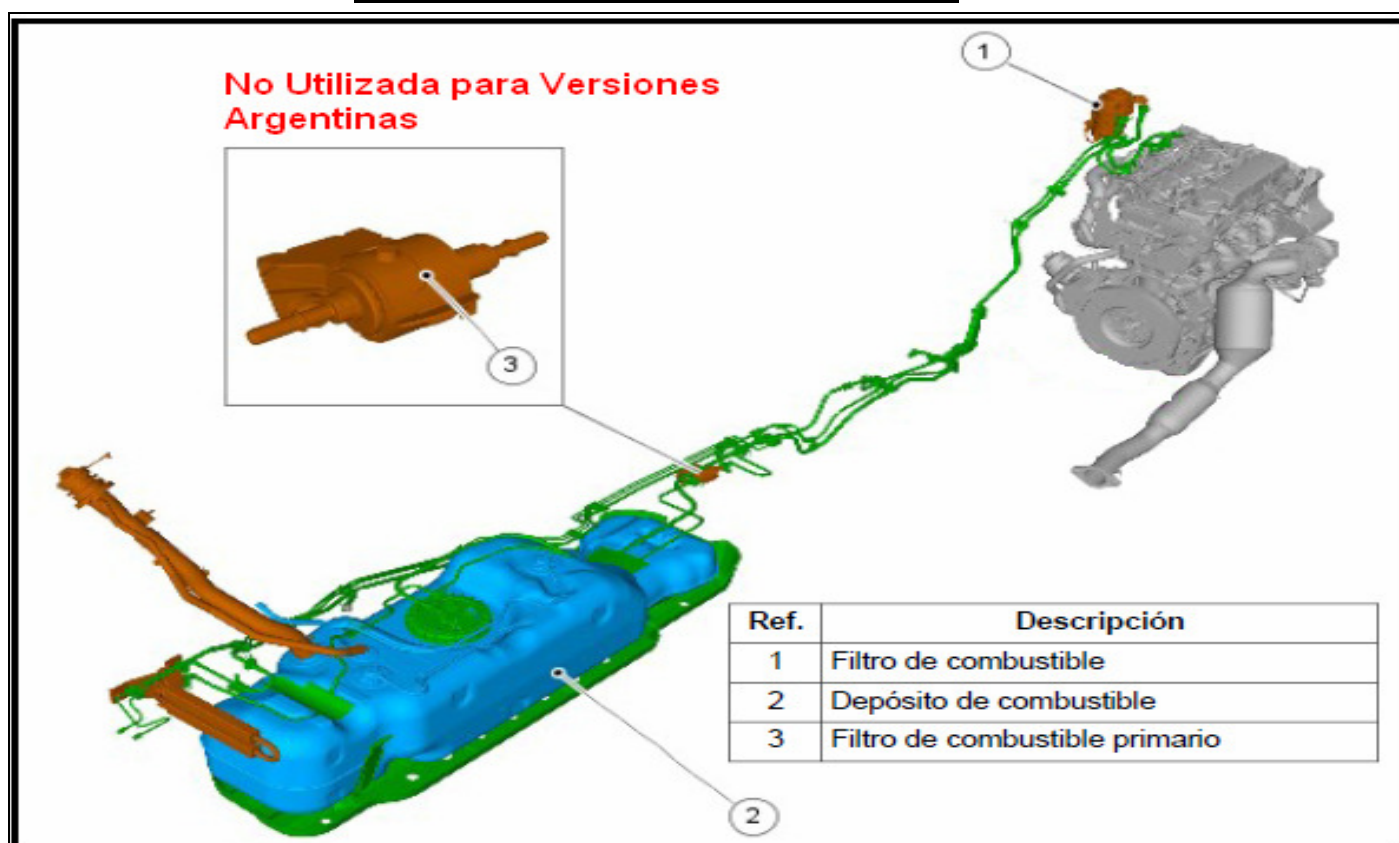 No Utilizada para Versiones
Argentinas
1
3
2
Ref. Descripción
1 Filtro de combustible
2 Depósito de combustible
3 Filtro de combustible primario